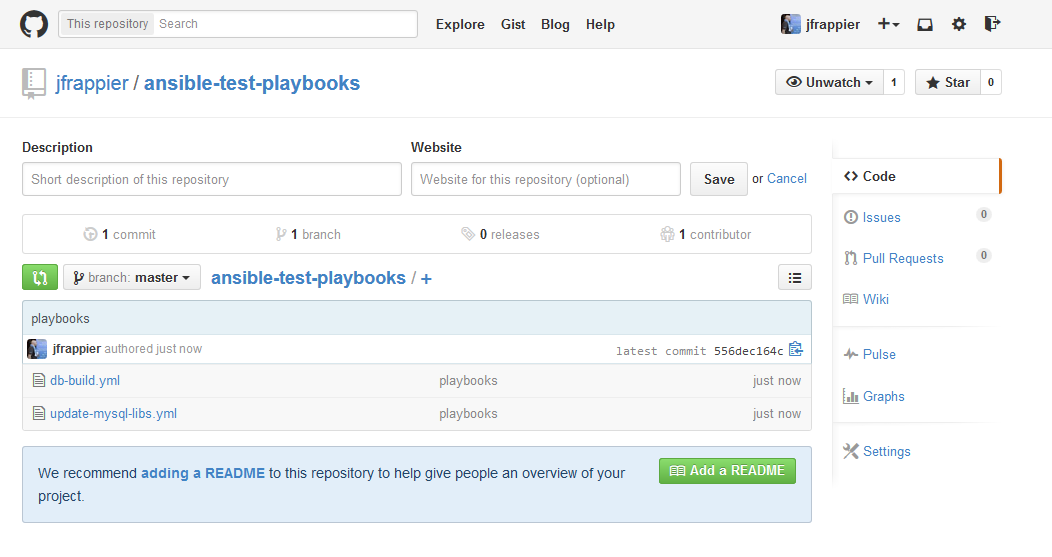 This repository Search Explore Gist Blog Help jfrappier
jfrappier / ansible-test-playbooks Unwatch 1 Star 0
Description Website
Short description of this repository Website for this repository (optional) Save or Cancel
1 commit 1 branch 0 releases 1 contributor
branch: master ansible-test-playbooks / +
playbooks
jfrappier authored just now latest commit 556dec164c
db-build.yml playbooks just now
update-mysql-libs.yml playbooks just now
We recommend adding a README to this repository to help give people an overview of your
project.
Add a README
Code
Issues 0
Pull Requests 0
Wiki
Pulse
Graphs
Settings